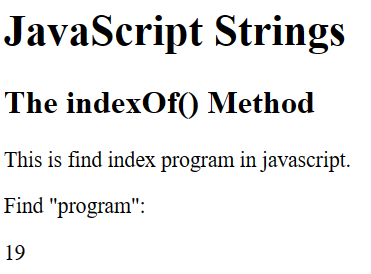 JavaScript Strings
The indexOf() Method
This is find index program in javascript.
Find "program":
19